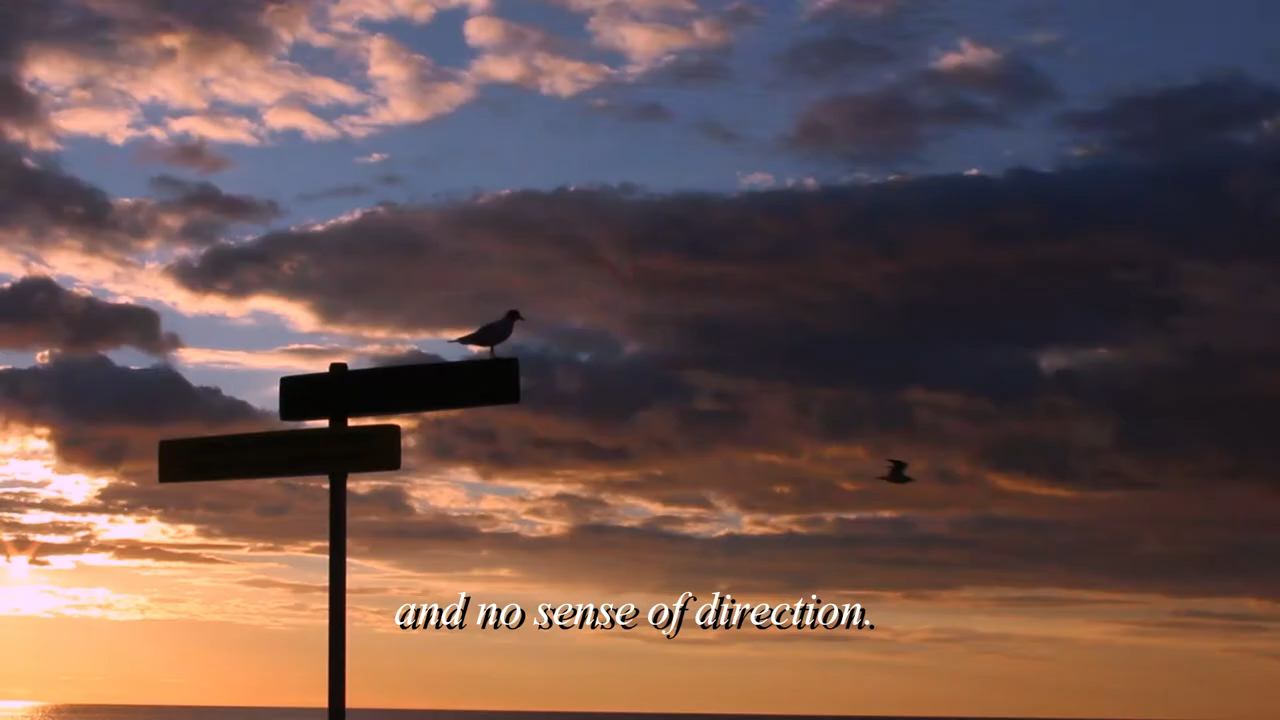 and no sense of direction.